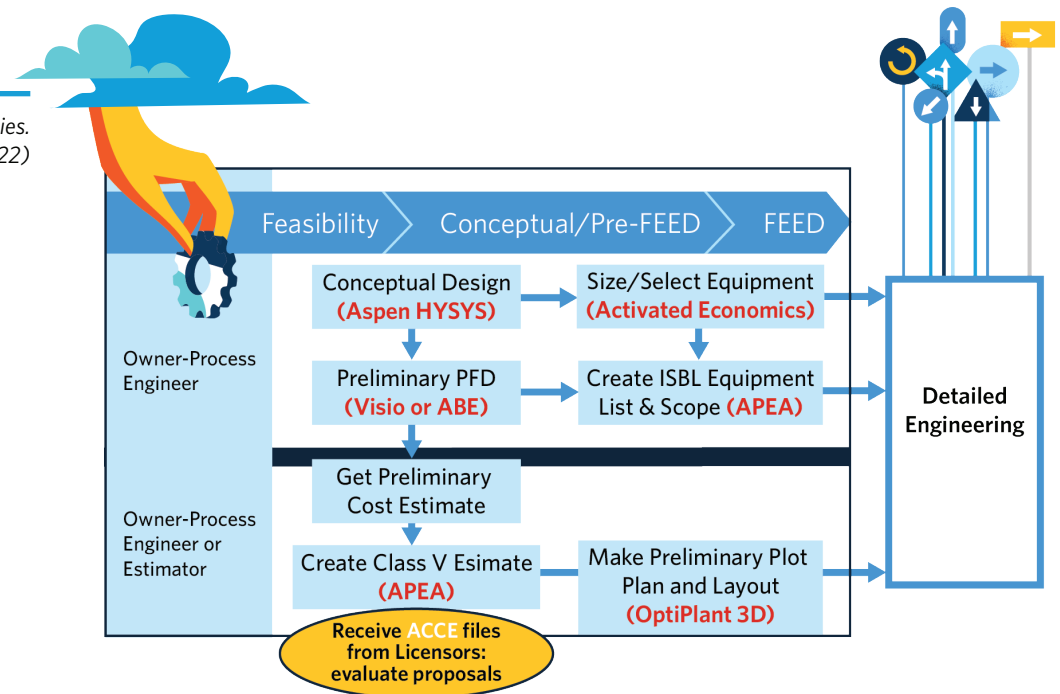 ies.
22)
Feasibility
Conceptual/Pre-FEED
FEED
Conceptual Design
(Aspen HYSYS)
Size/Select Equipment
(Activated Economics)
Owner-Process
Engineer
Preliminary PFD
(Visio or ABE)
Create ISBL Equipment
List & Scope (APEA)
Detailed
Engineering
Get Preliminary
Cost Estimate
Owner-Process
Engineer or
Estimator
Create Class V Esimate
(APEA)
Make Preliminary Plot
Plan and Layout
(OptiPlant 3D)
Receive ACCE files
from Licensors:
evaluate proposals